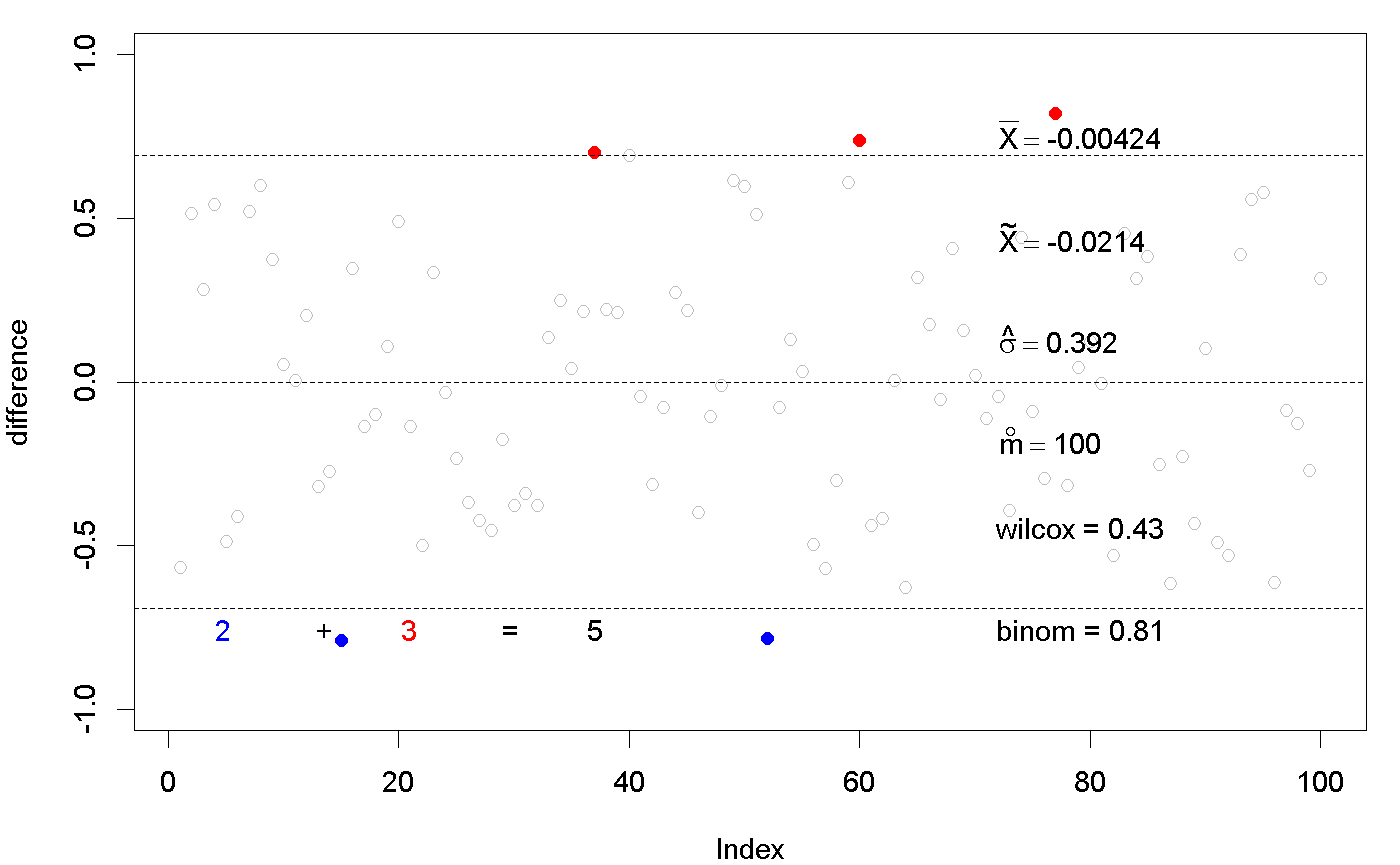 1.0
0.5
0.0
-0.5
-1.0
difference
X̄ = -0.00424
X̃ = -0.0214
σ̂ = 0.392
m̊ = 100
wilcox = 0.43
2 + 3 = 5 binom = 0.81
0 20 40 60 80 100
Index